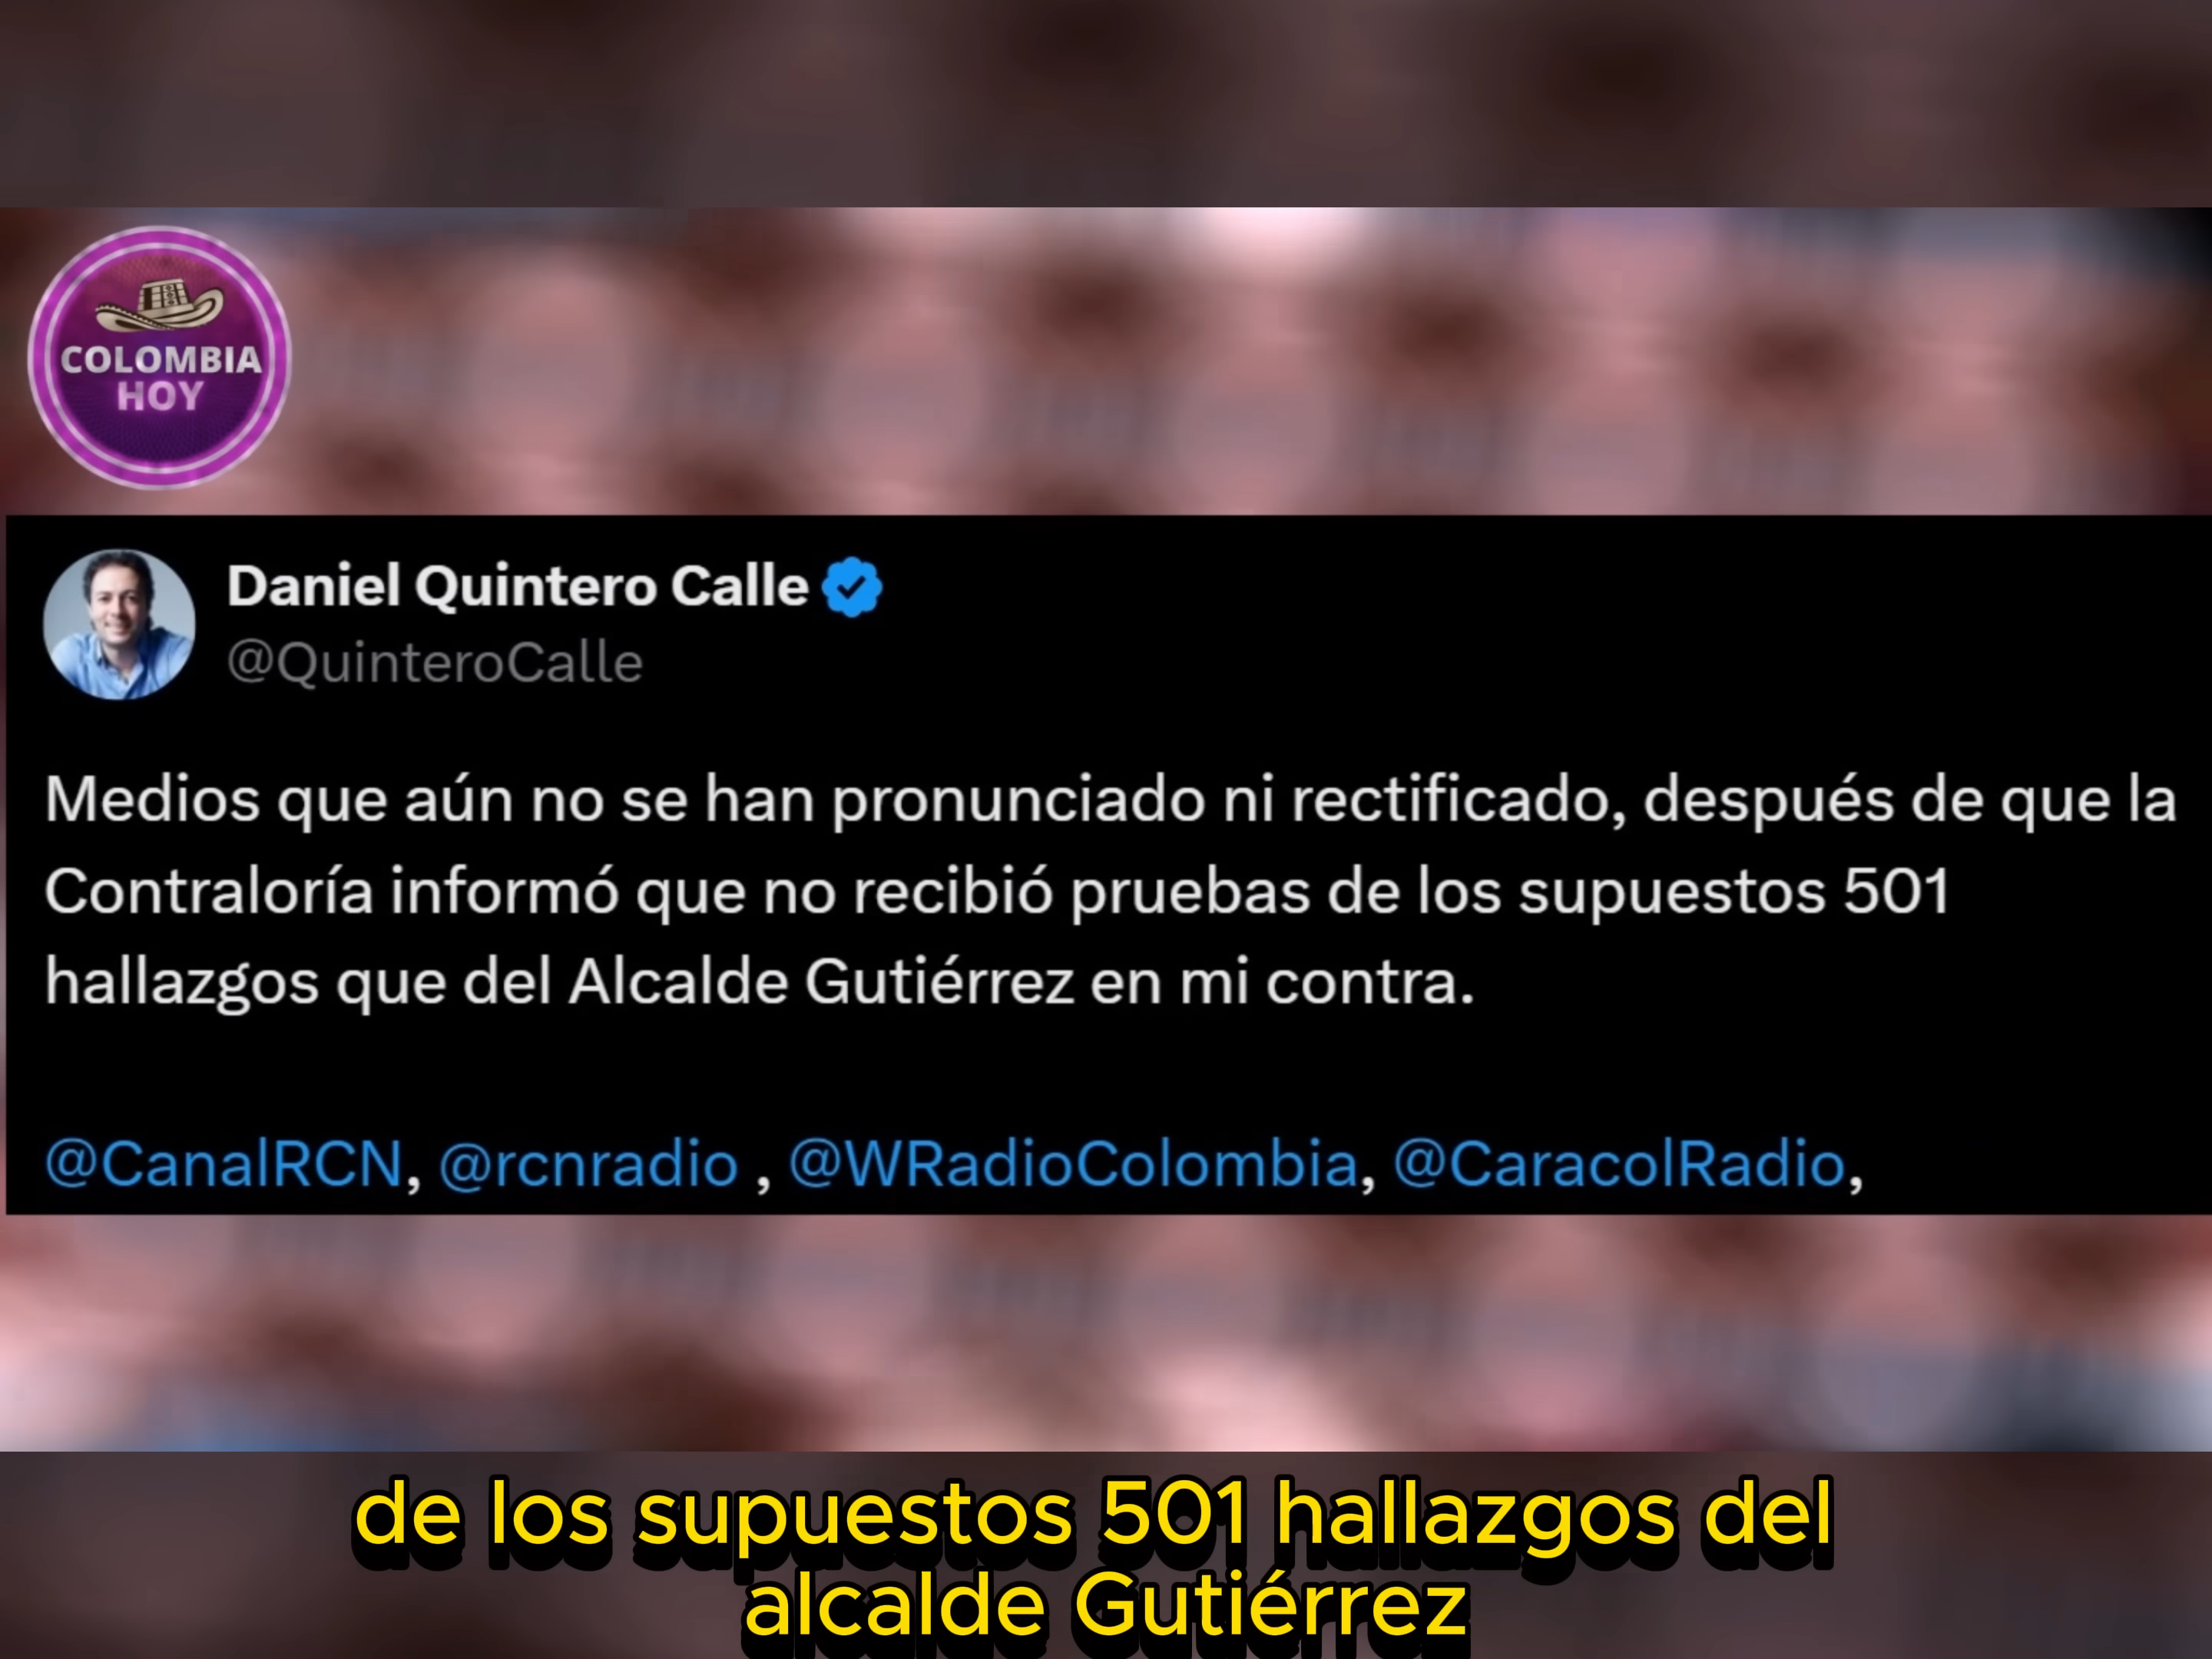 COLOMBIA
HOY
Daniel Quintero Calle
@QuinteroCalle
Medios que aún no se han pronunciado ni rectificado, después de que la
Contraloría informó que no recibió pruebas de los supuestos 501
hallazgos que del Alcalde Gutiérrez en mi contra.
@CanalRCN, @rcnradio , @WRadioColombia, @CaracolRadio,
de los supuestos 501 hallazgos del
alcalde Gutiérrez